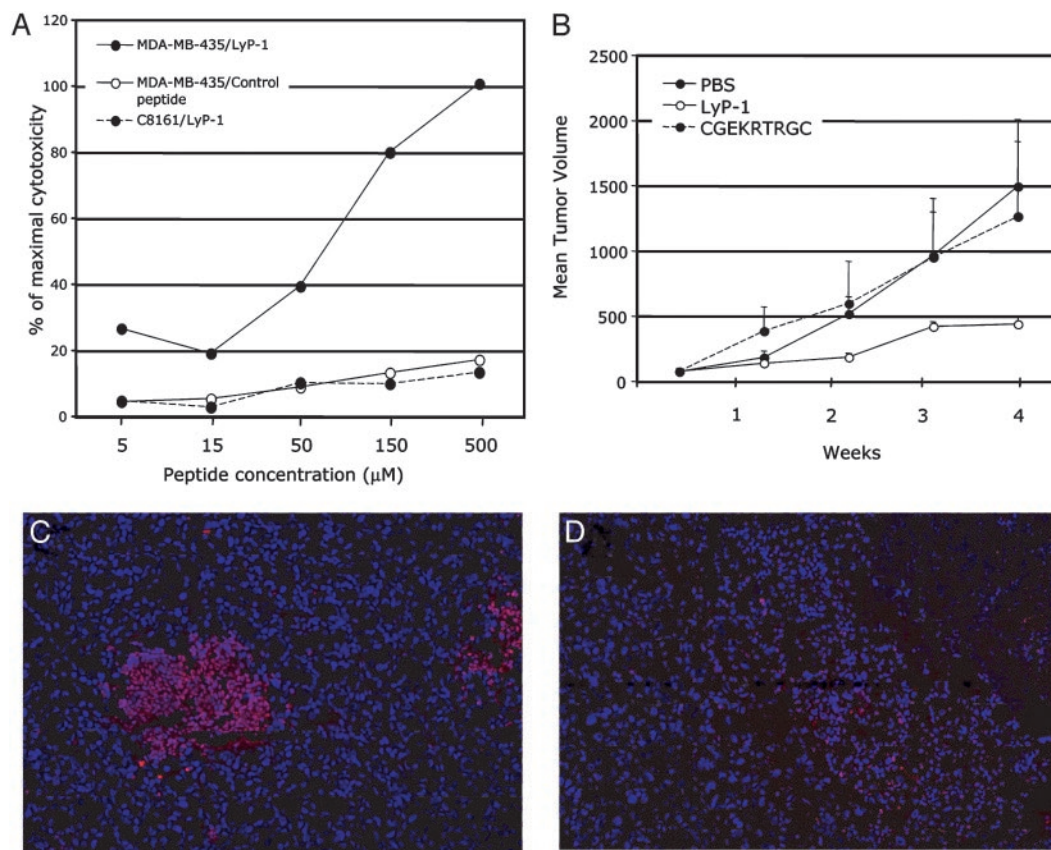 A
120
100
80
60
40
20
0
% of maximal cytotoxicity
MDA-MB-435/LyP-1
MDA-MB-435/Control
peptide
C8161/LyP-1
5 15 50 150 500
Peptide concentration (μM)
B
2500
2000
1500
1000
500
0
Mean Tumor Volume
PBS
LyP-1
CGEKRTRGC
1 2 3 4
Weeks
C
D